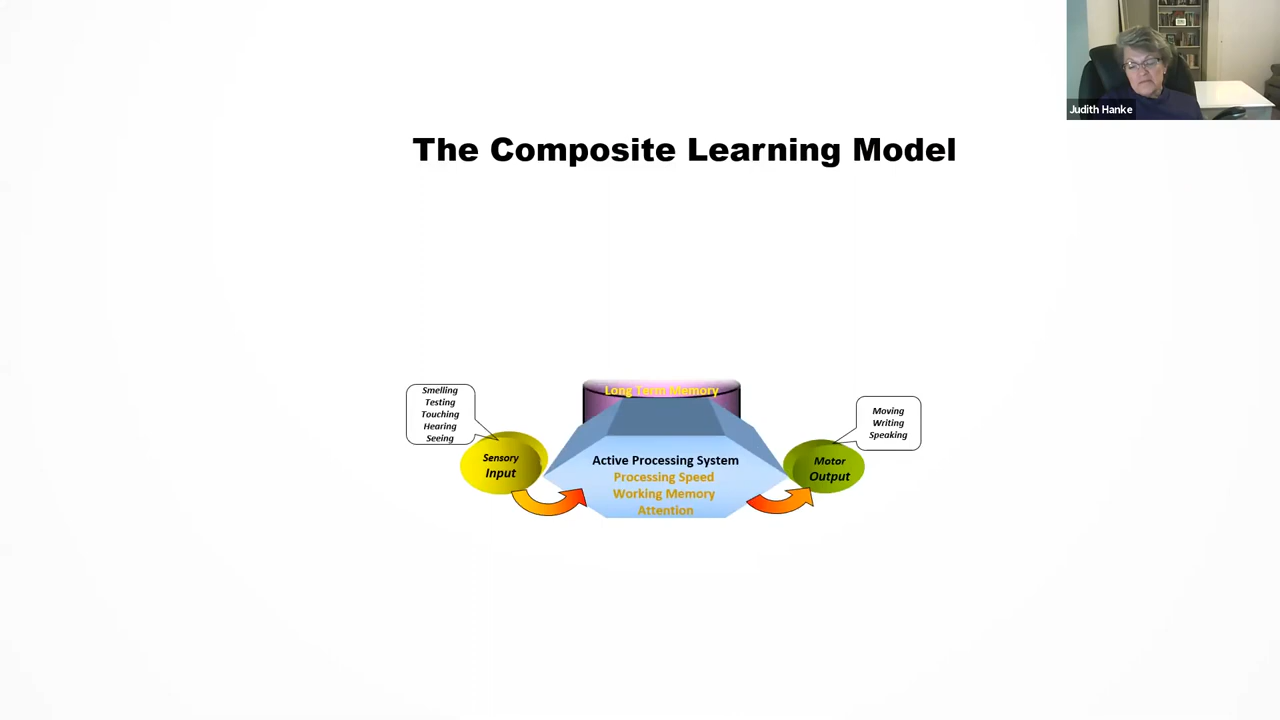 Judith Hanke
The Composite Learning Model
Smelling
Testing
Touching
Hearing
Seeing
Sensory
Input
Long Term Memory
Active Processing System
Processing Speed
Working Memory
Attention
Moving
Writing
Speaking
Motor
Output